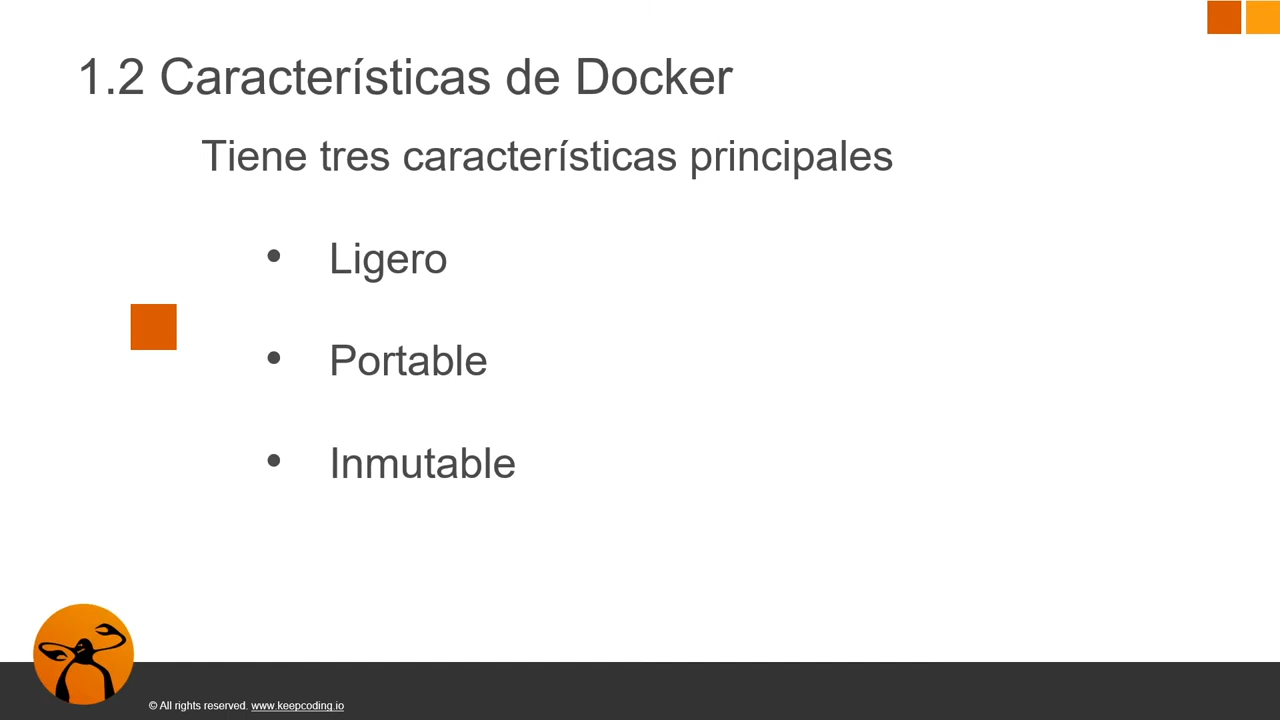 1.2 Características de Docker
Tiene tres características principales
• Ligero
• Portable
• Inmutable
© All rights reserved. www.keepcoding.io